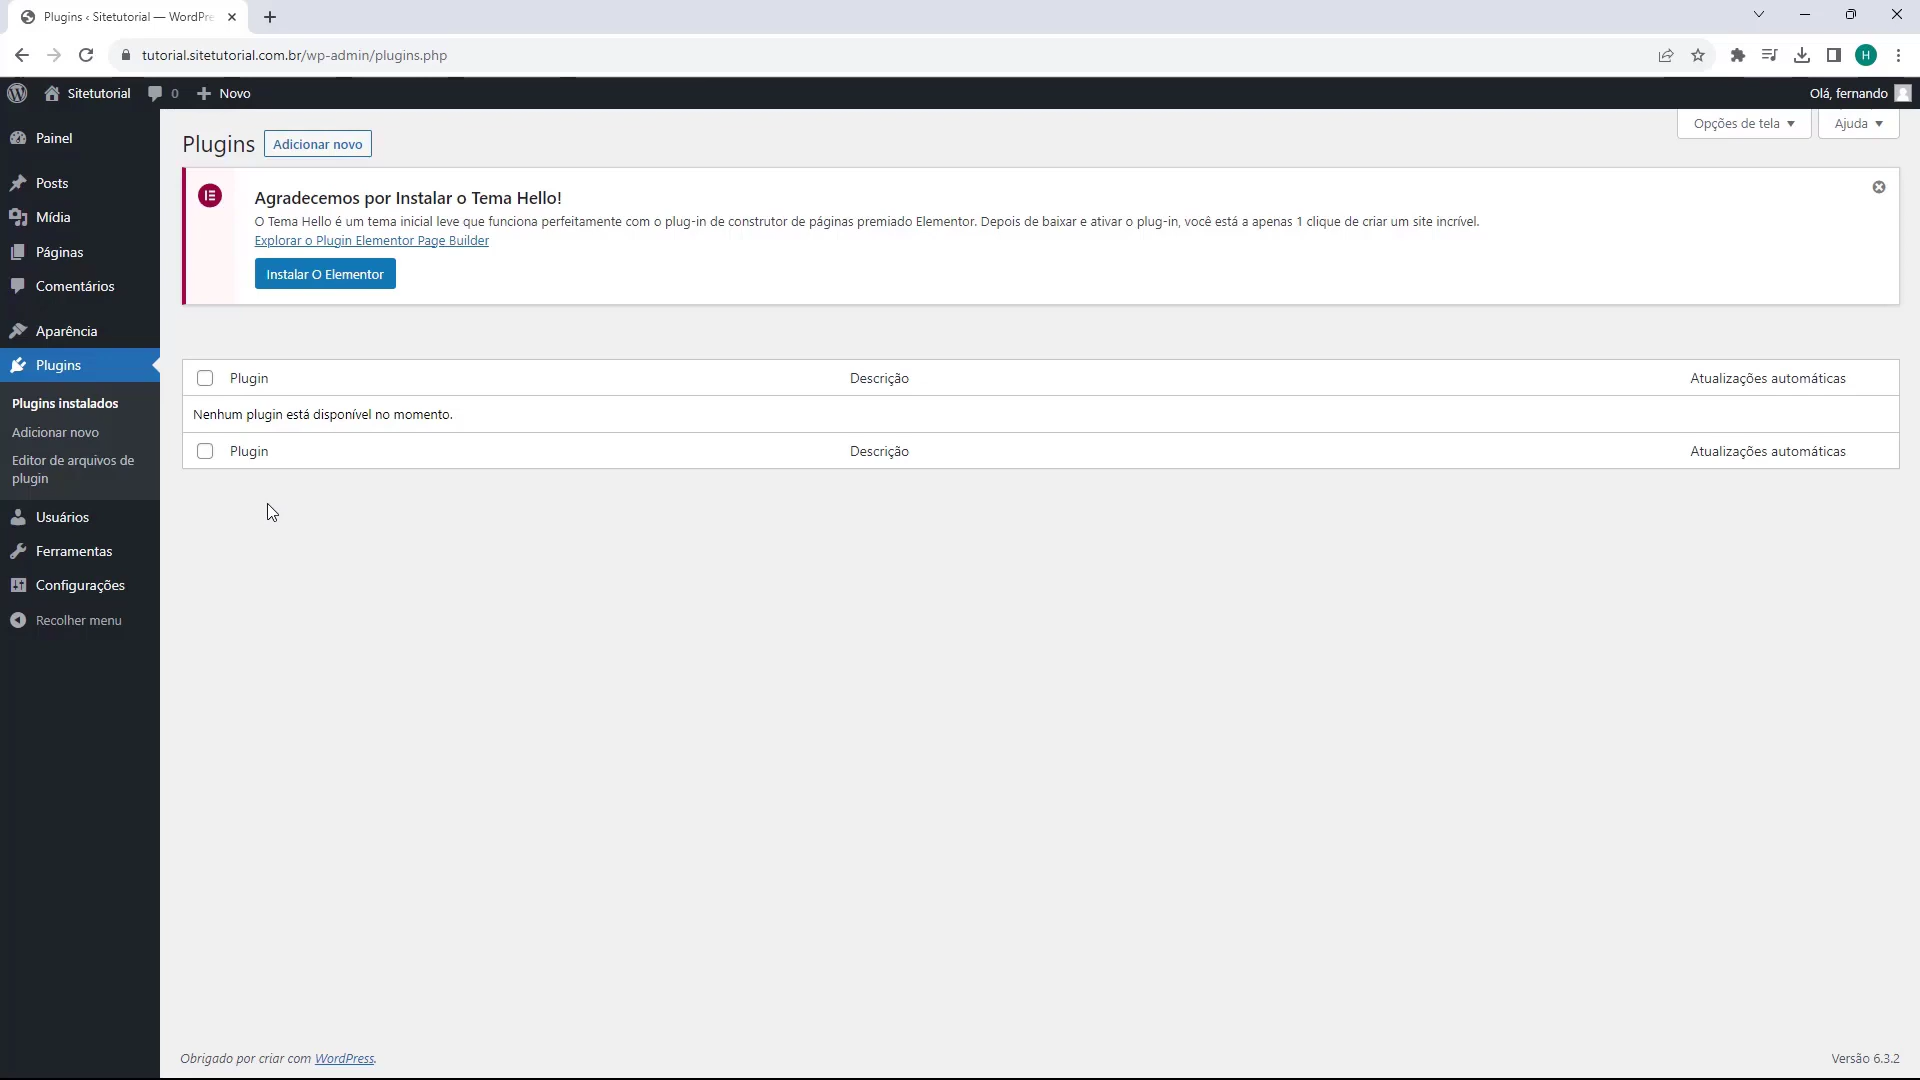 Plugins ‹ Sitetutorial — WordPre
tutorial.sitetutorial.com.br/wp-admin/plugins.php
H
Sitetutorial
0
Novo
Olá, fernando
Painel
Posts
Mídia
Páginas
Comentários
Aparência
Plugins
Plugins instalados
Adicionar novo
Editor de arquivos de
plugin
Usuários
Ferramentas
Configurações
Recolher menu
Opções de tela
Ajuda
Plugins
Adicionar novo
Agradecemos por Instalar o Tema Hello!
O Tema Hello é um tema inicial leve que funciona perfeitamente com o plug-in de construtor de páginas premiado Elementor. Depois de baixar e ativar o plug-in, você está a apenas 1 clique de criar um site incrível.
Explorar o Plugin Elementor Page Builder
Instalar O Elementor
Plugin Descrição Atualizações automáticas
Nenhum plugin está disponível no momento.
Plugin Descrição Atualizações automáticas
Obrigado por criar com WordPress.
Versão 6.3.2